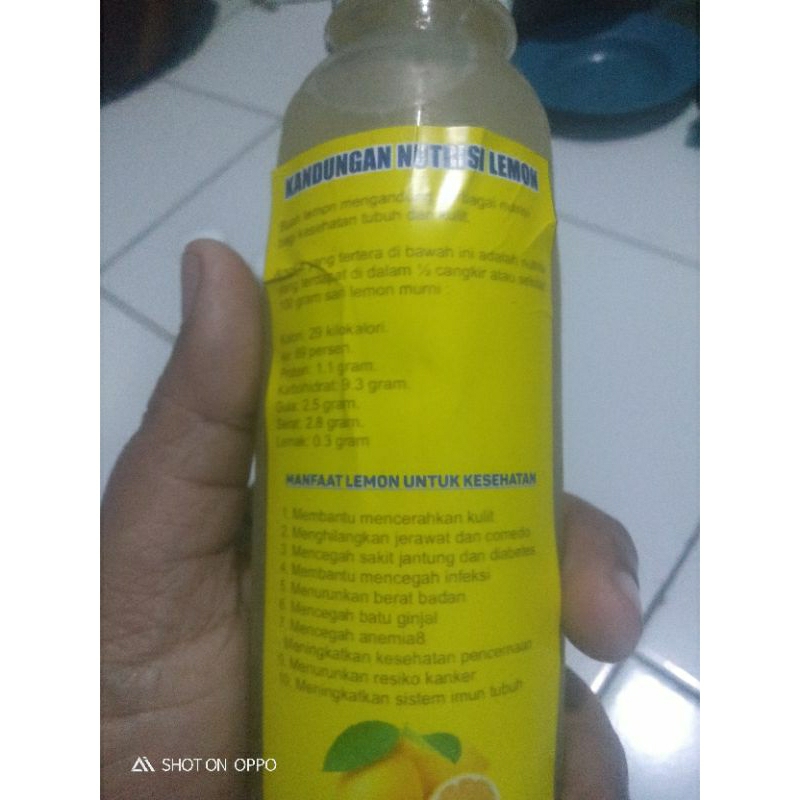 KANDUNGAN NUTRISI LEMON
Buah lemon mengandung sagai nutrisi
bagi kesehatan tubuh dan kulit.
yang tertera di bawah ini adalah nutrisi
yang terdapat di dalam ½ cangkir atau
100 gram sari lemon murni :
Kalori: 29 kilokalori.
89 persen.
Protein: 1.1 gram.
Karbohidrat: 9.3 gram.
Gula: 2.5 gram.
Serat: 2.8 gram.
Lemak: 0.3 gram
MANFAAT LEMON UNTUK KESEHATAN
1. Membantu mencerahkan kulit
2. Menghilangkan jerawat dan comedo
3. Mencegah sakit jantung dan diabetes
4. Membantu mencegah infeksi
5. Menurunkan berat badan
6. Mencegah batu ginjal
7. Mencegah anemia8.
Meningkatkan kesehatan pencernaan
9. Menurunkan resiko kanker
10. Meningkatkan sistem imun tubuh
SHOT ON OPPO